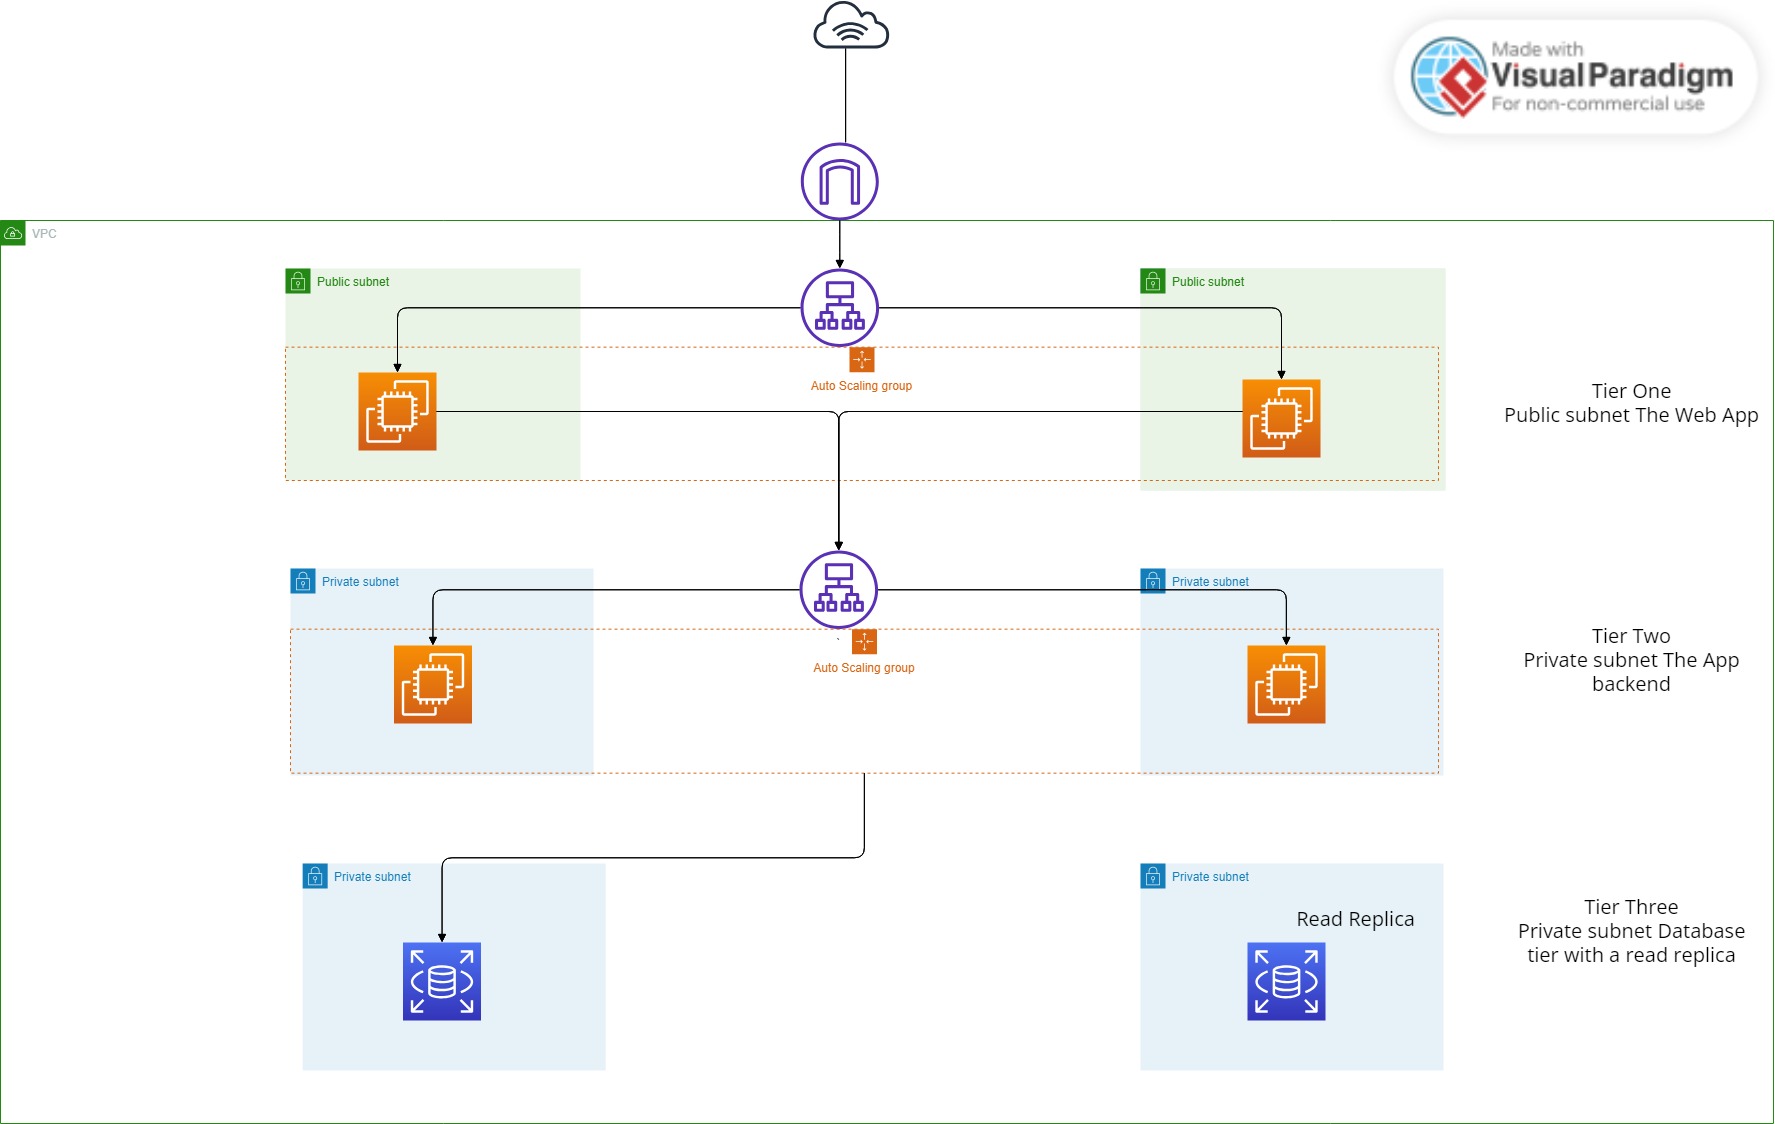 Made with
Visual Paradigm
For non-commercial use
VPC
Public subnet
Public subnet
Auto Scaling group
Tier One
Public subnet The Web App
Private subnet
Private subnet
`
Auto Scaling group
Tier Two
Private subnet The App
backend
Private subnet
Private subnet
Read Replica
Tier Three
Private subnet Database
tier with a read replica